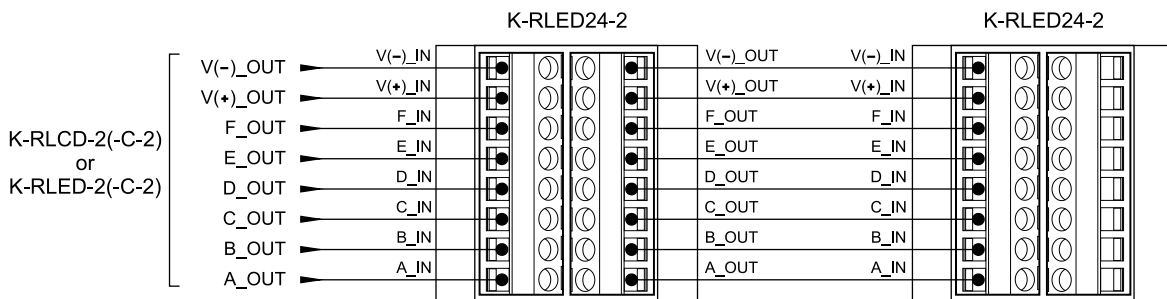 K-RLED24-2 K-RLED24-2
K-RLCD-2(-C-2)
or
K-RLED-2(-C-2)
V(−)_OUT V(−)_IN V(−)_OUT V(−)_IN
V(+)_OUT V(+)_IN V(+)_OUT V(+)_IN
F_OUT F_IN F_OUT F_IN
E_OUT E_IN E_OUT E_IN
D_OUT D_IN D_OUT D_IN
C_OUT C_IN C_OUT C_IN
B_OUT B_IN B_OUT B_IN
A_OUT A_IN A_OUT A_IN